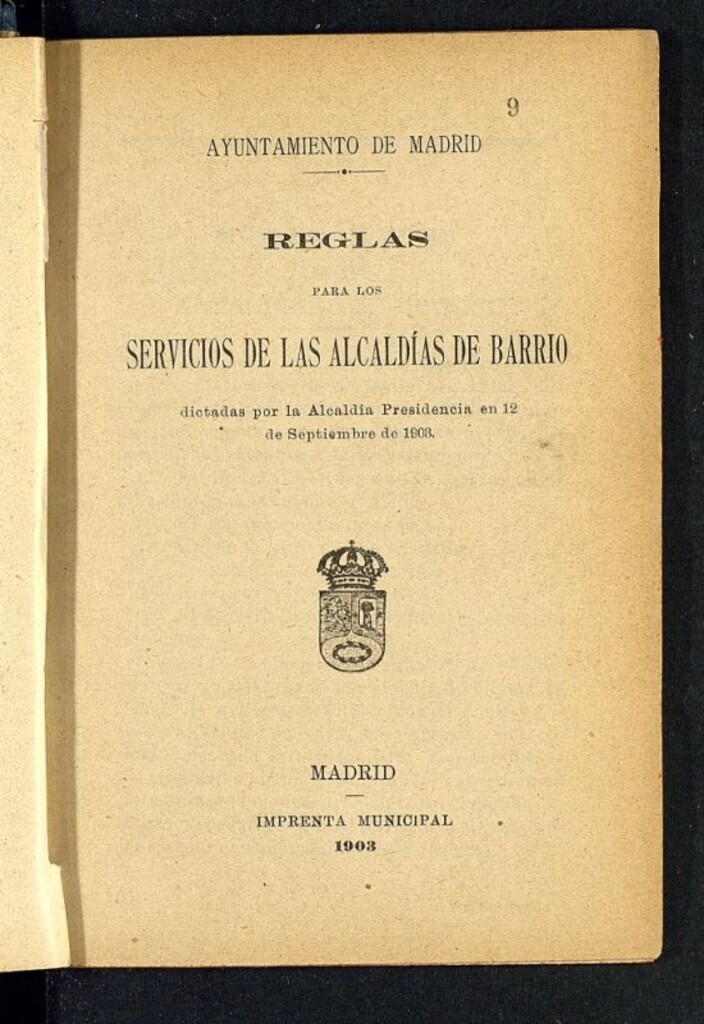 9
AYUNTAMIENTO DE MADRID
REGLAS
PARA LOS
SERVICIOS DE LAS ALCALDÍAS DE BARRIO
dictadas por la Alcaldía Presidencia en 12
de Septiembre de 1903.
MADRID
IMPRENTA MUNICIPAL
1903